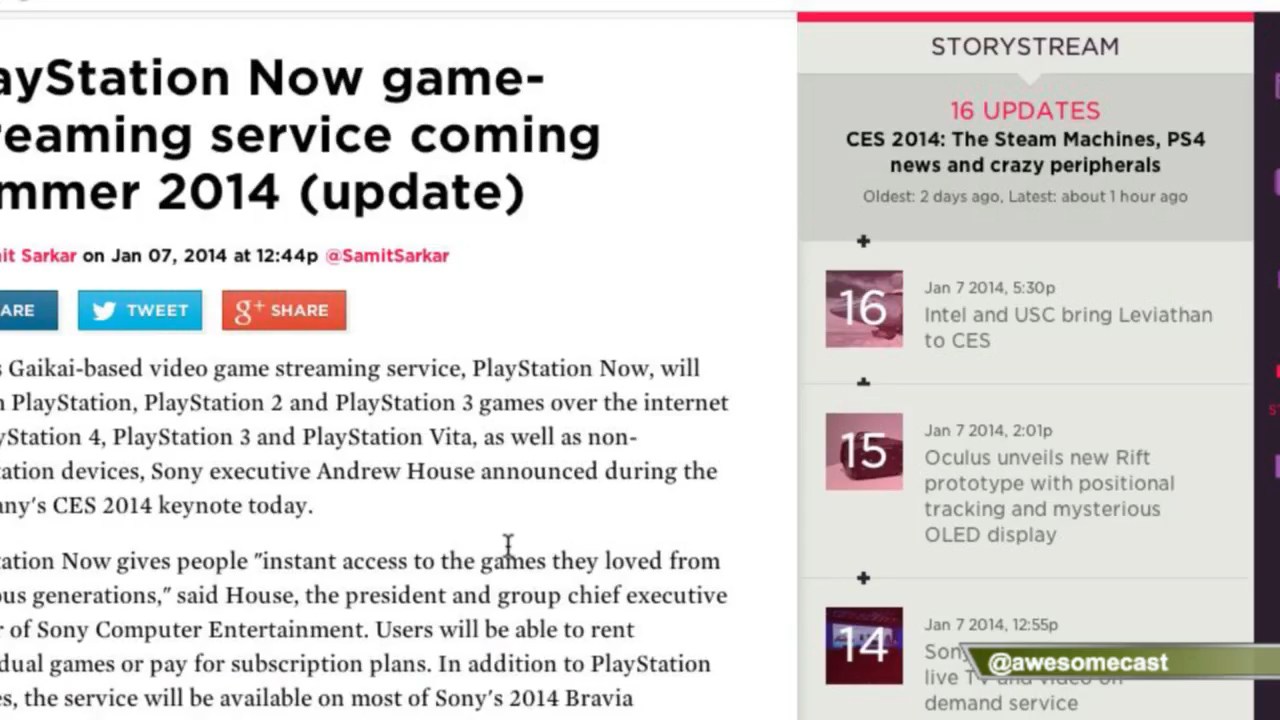 ayStation Now game-
reaming service coming
mmer 2014 (update)
it Sarkar on Jan 07, 2014 at 12:44p @SamitSarkar
ARE
TWEET
g+ SHARE
s Gaikai-based video game streaming service, PlayStation Now, will
PlayStation, PlayStation 2 and PlayStation 3 games over the internet
yStation 4, PlayStation 3 and PlayStation Vita, as well as non-
tation devices, Sony executive Andrew House announced during the
any's CES 2014 keynote today.
tation Now gives people "instant access to the games they loved from
ous generations," said House, the president and group chief executive
r of Sony Computer Entertainment. Users will be able to rent
dual games or pay for subscription plans. In addition to PlayStation
es, the service will be available on most of Sony's 2014 Bravia
STORYSTREAM
16 UPDATES
CES 2014: The Steam Machines, PS4
news and crazy peripherals
Oldest: 2 days ago, Latest: about 1 hour ago
16
Jan 7 2014, 5:30p
Intel and USC bring Leviathan
to CES
15
Jan 7 2014, 2:01p
Oculus unveils new Rift
prototype with positional
tracking and mysterious
OLED display
14
Jan 7 2014, 12:55p
Sony
live TV and video on
demand service
@awesomecast